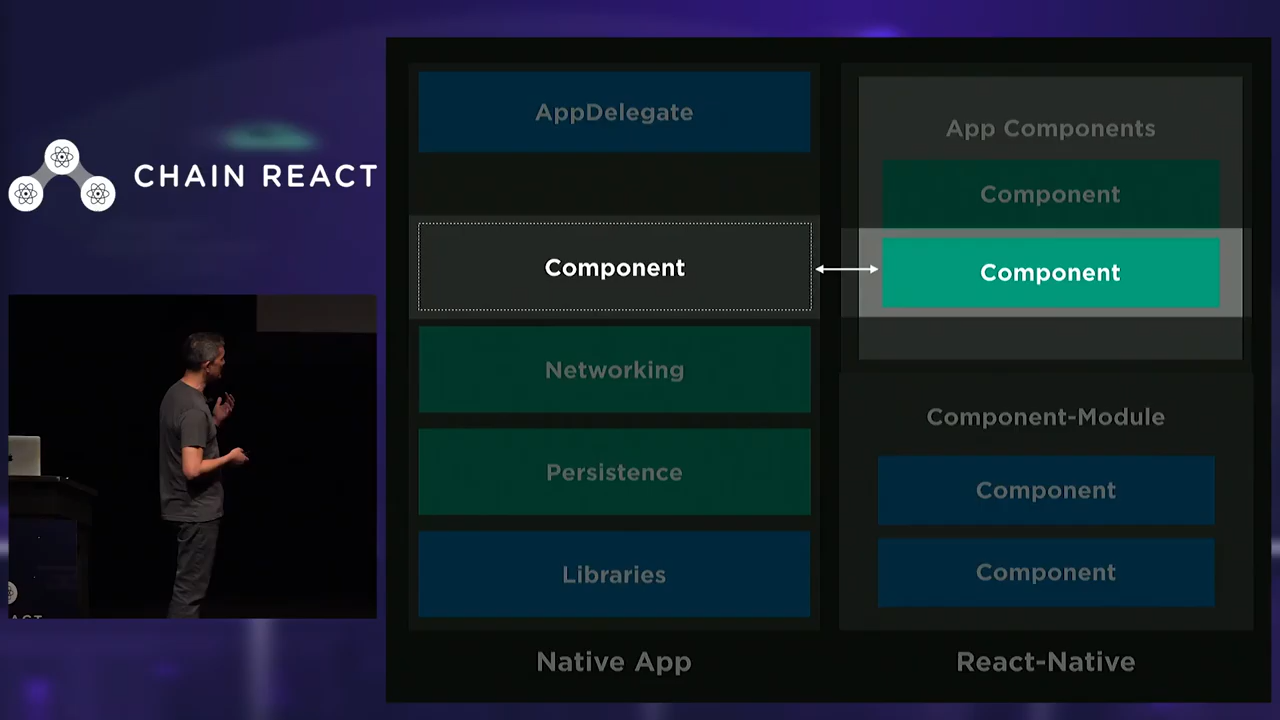 CHAIN REACT
AppDelegate
Component
Networking
Persistence
Libraries
Native App
App Components
Component
Component
Component-Module
Component
Component
React-Native
ACT